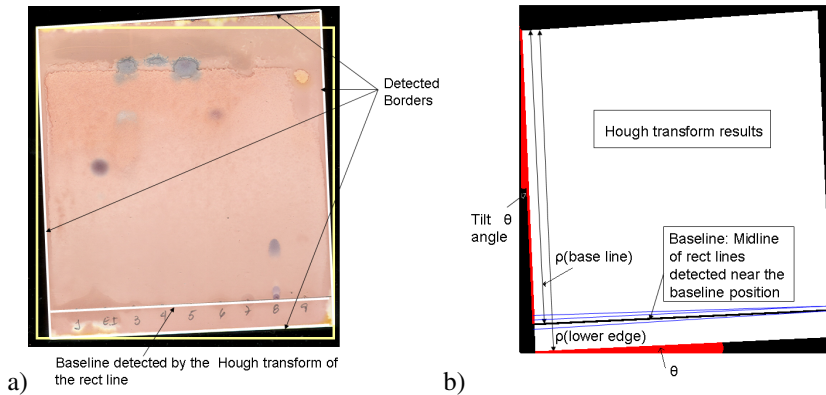 Detected
Borders
1 2 3 4 5 6 7 8 9
Baseline detected by the Hough transform of
the rect line
a)
Hough transform results
Tilt θ
angle
Baseline: Midline
of rect lines
detected near the
baseline position
ρ(base line)
ρ(lower edge)
θ
b)